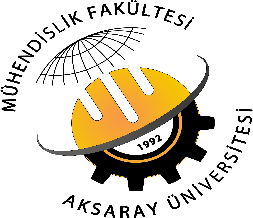 MÜHENDİSLİK FAKÜLTESİ
1992
AKSARAY ÜNİVERSİTESİ